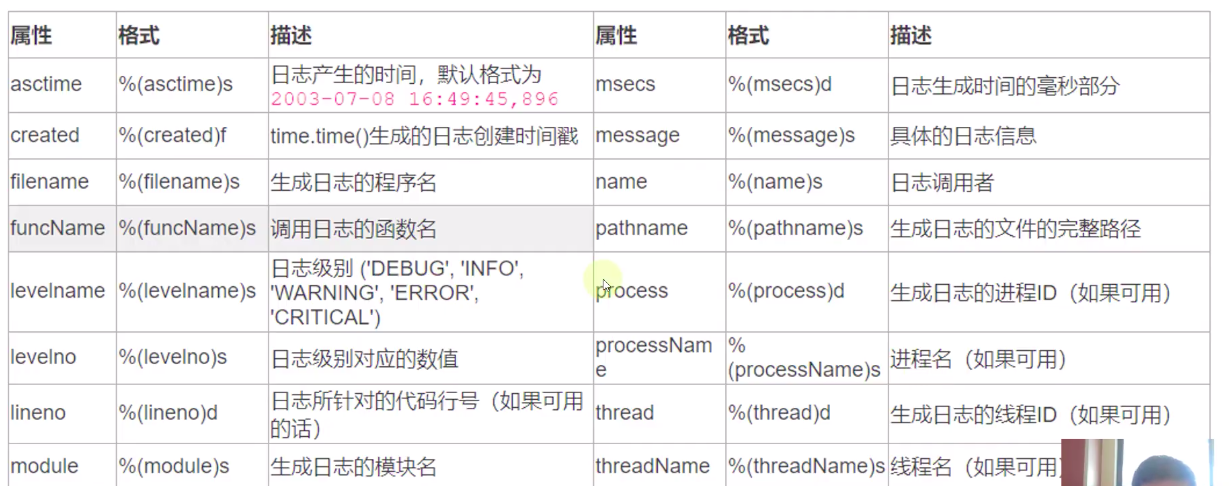 属性 格式 描述 属性 格式 描述
asctime %(asctime)s 日志产生的时间，默认格式为 msecs %(msecs)d 日志生成时间的毫秒部分
2003-07-08 16:49:45,896
created %(created)f time.time()生成的日志创建时间戳 message %(message)s 具体的日志信息
filename %(filename)s 生成日志的程序名 name %(name)s 日志调用者
funcName %(funcName)s 调用日志的函数名 pathname %(pathname)s 生成日志的文件的完整路径
levelname %(levelname)s 日志级别 ('DEBUG', 'INFO', process %(process)d 生成日志的进程ID（如果可用）
'WARNING', 'ERROR',
'CRITICAL')
levelno %(levelno)s 日志级别对应的数值 processNam % 进程名（如果可用）
e (processName)s
lineno %(lineno)d 日志所针对的代码行号（如果可用 thread %(thread)d 生成日志的线程ID（如果可用）
的话）
module %(module)s 生成日志的模块名 threadName %(threadName)s 线程名（如果可用